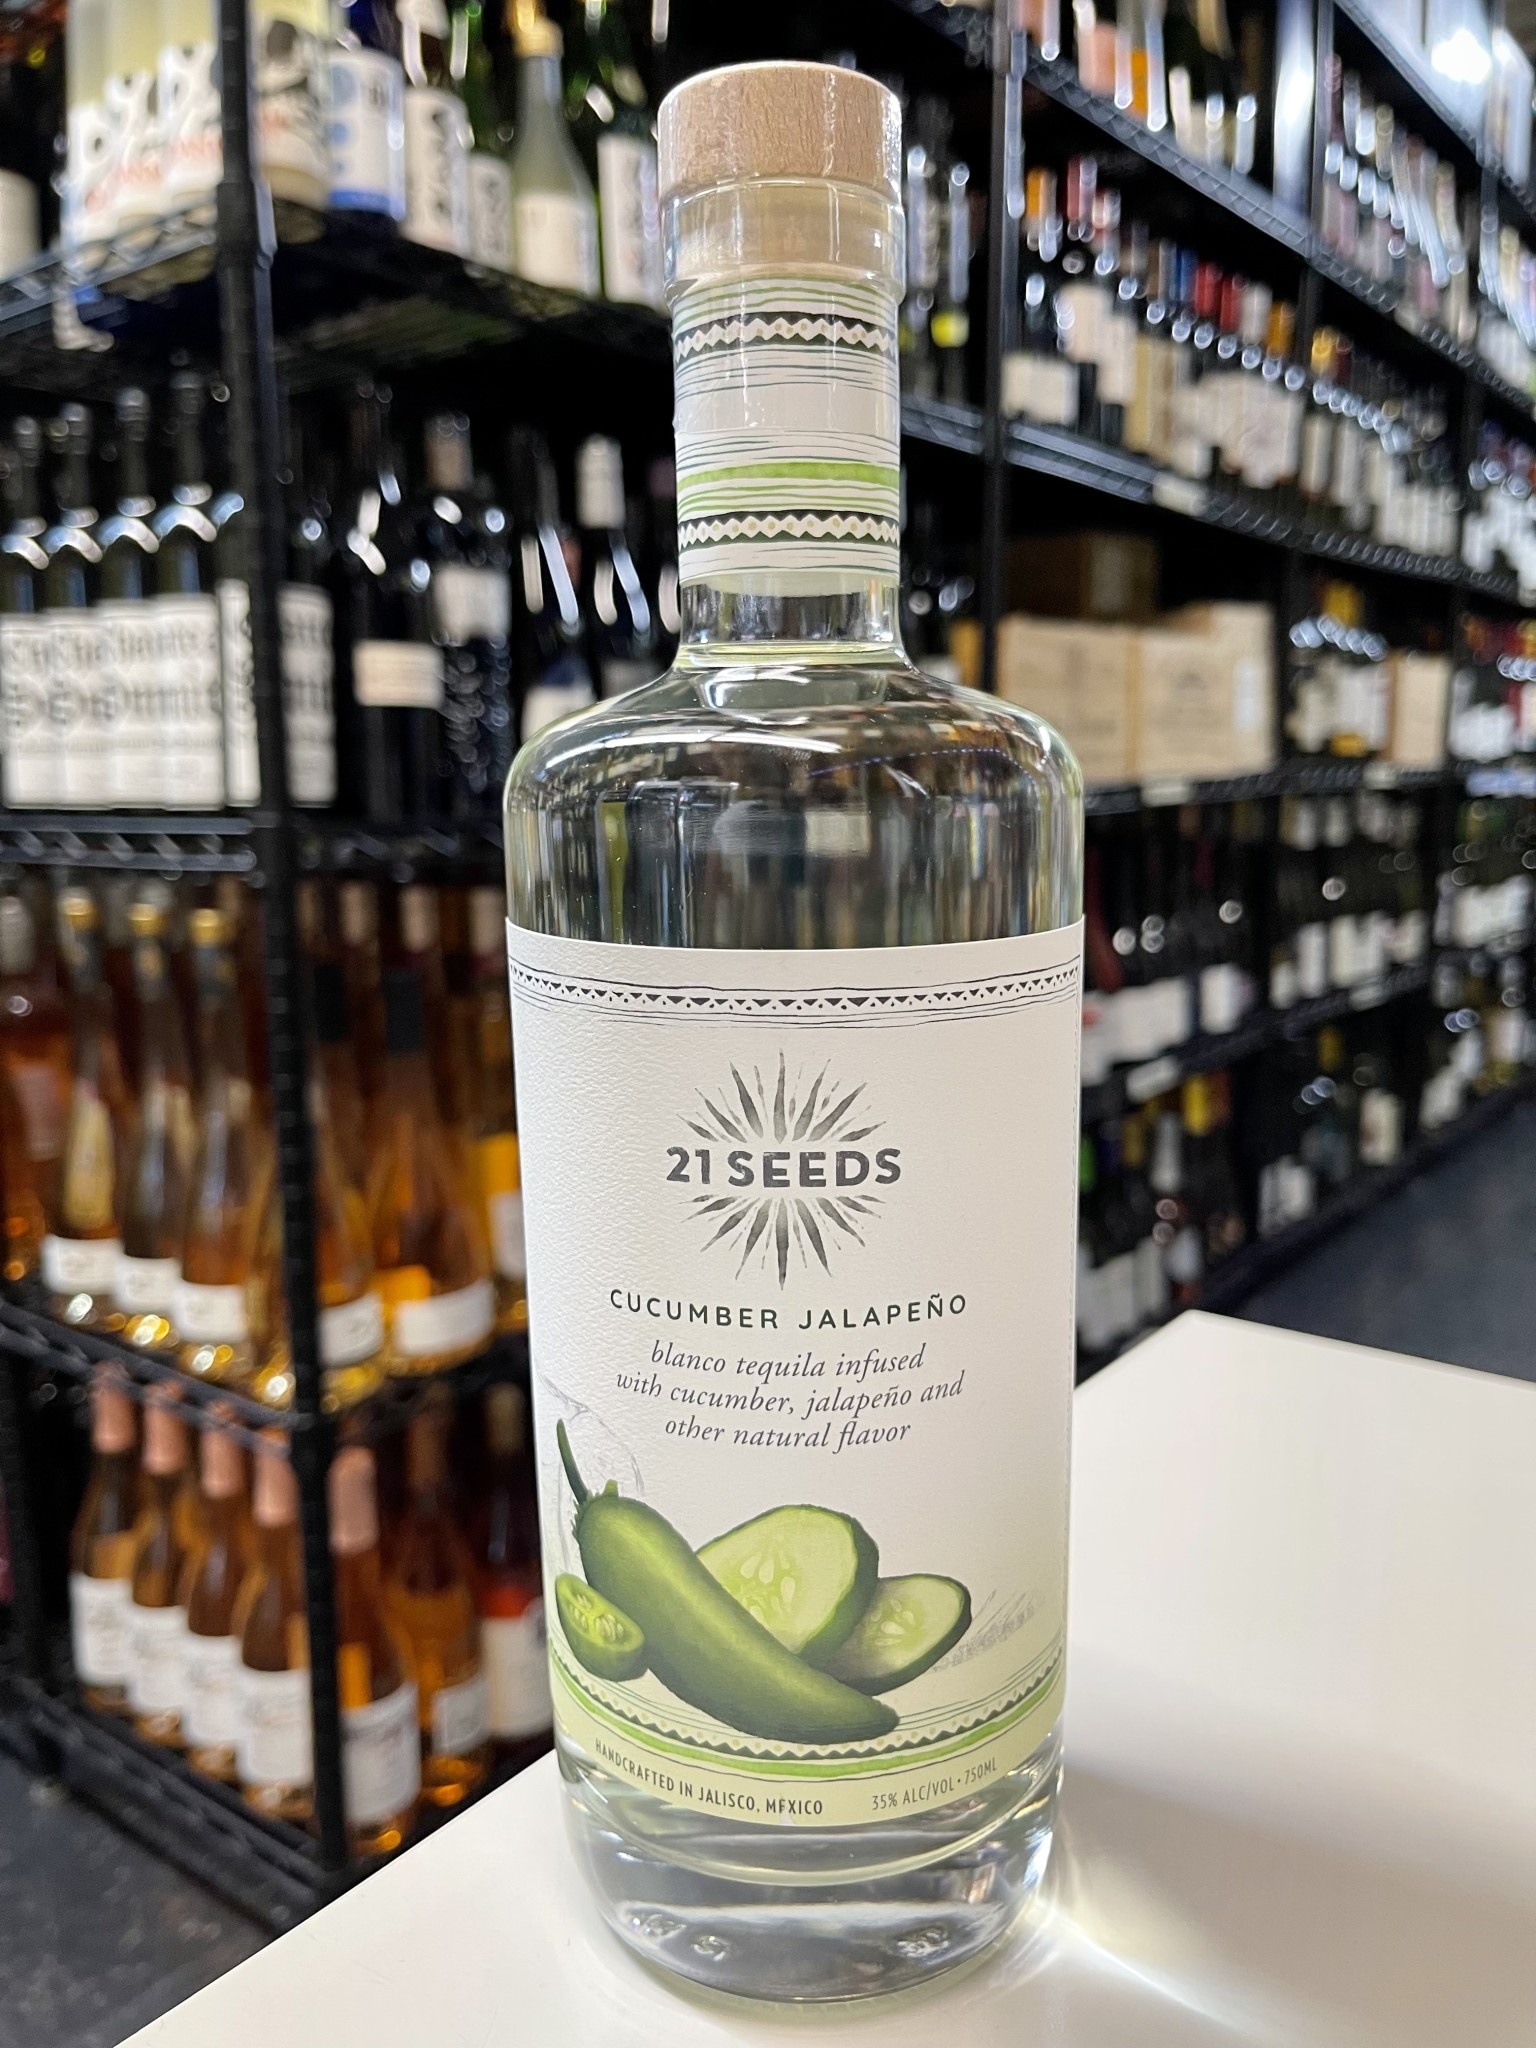 21 SEEDS
CUCUMBER JALAPEÑO
blanco tequila infused
with cucumber, jalapeño and
other natural flavor
HANDCRAFTED IN JALISCO, MEXICO 35% ALC/VOL • 750ML